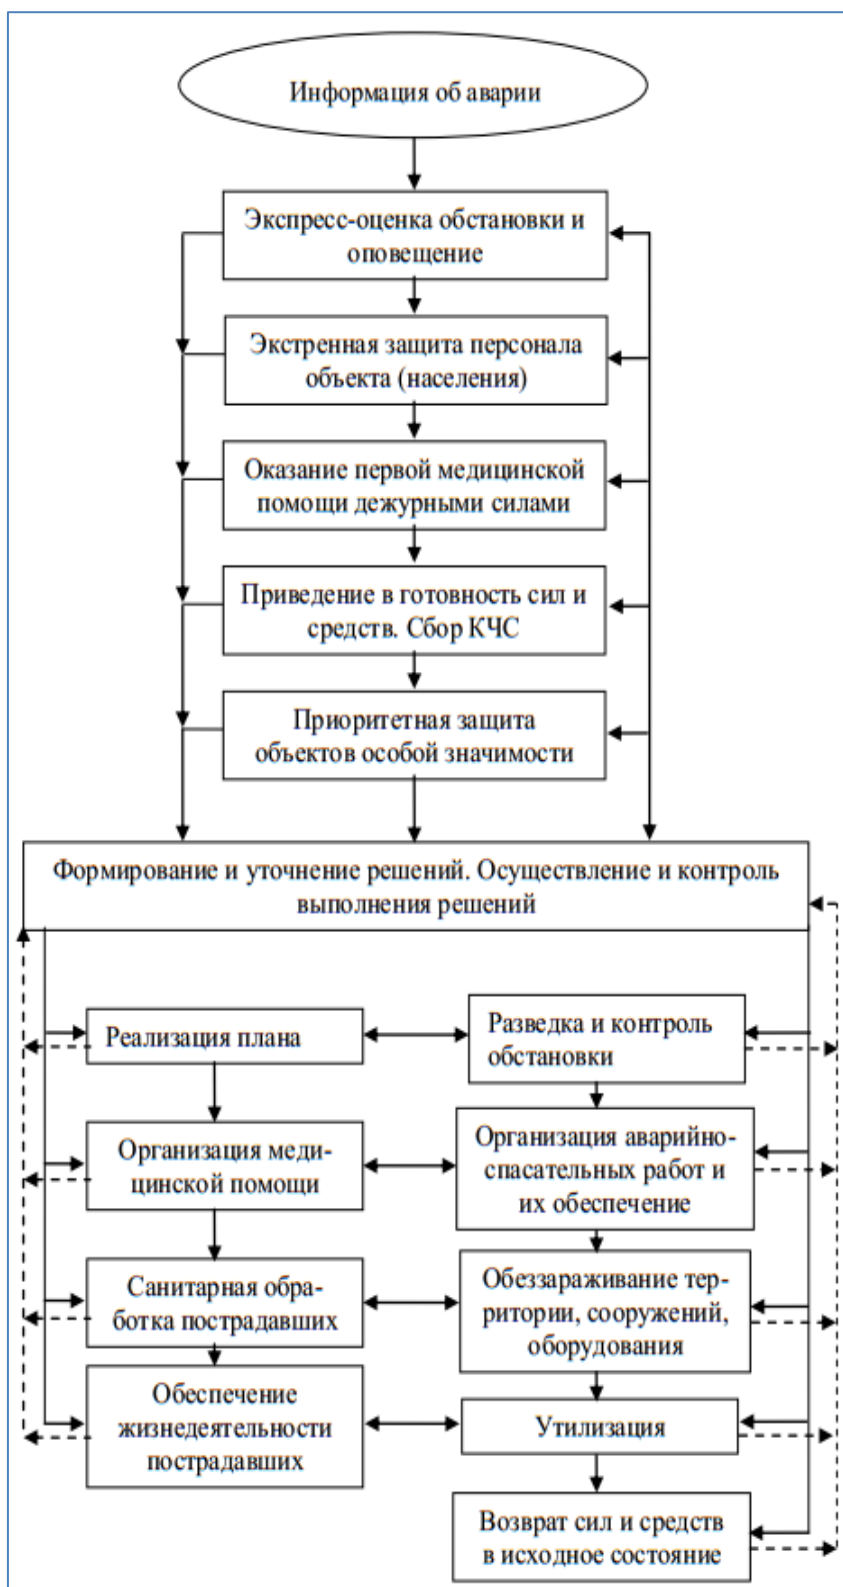 Информация об аварии
Экспресс-оценка обстановки и
оповещение
Экстренная защита персонала
объекта (населения)
Оказание первой медицинской
помощи дежурными силами
Приведение в готовность сил и
средств. Сбор КЧС
Приоритетная защита
объектов особой значимости
Формирование и уточнение решений. Осуществление и контроль
выполнения решений
Реализация плана
Разведка и контроль
обстановки
Организация меди-
цинской помощи
Организация аварийно-
спасательных работ и
их обеспечение
Санитарная обра-
ботка пострадавших
Обеззараживание тер-
ритории, сооружений,
оборудования
Обеспечение
жизнедеятельности
пострадавших
Утилизация
Возврат сил и средств
в исходное состояние